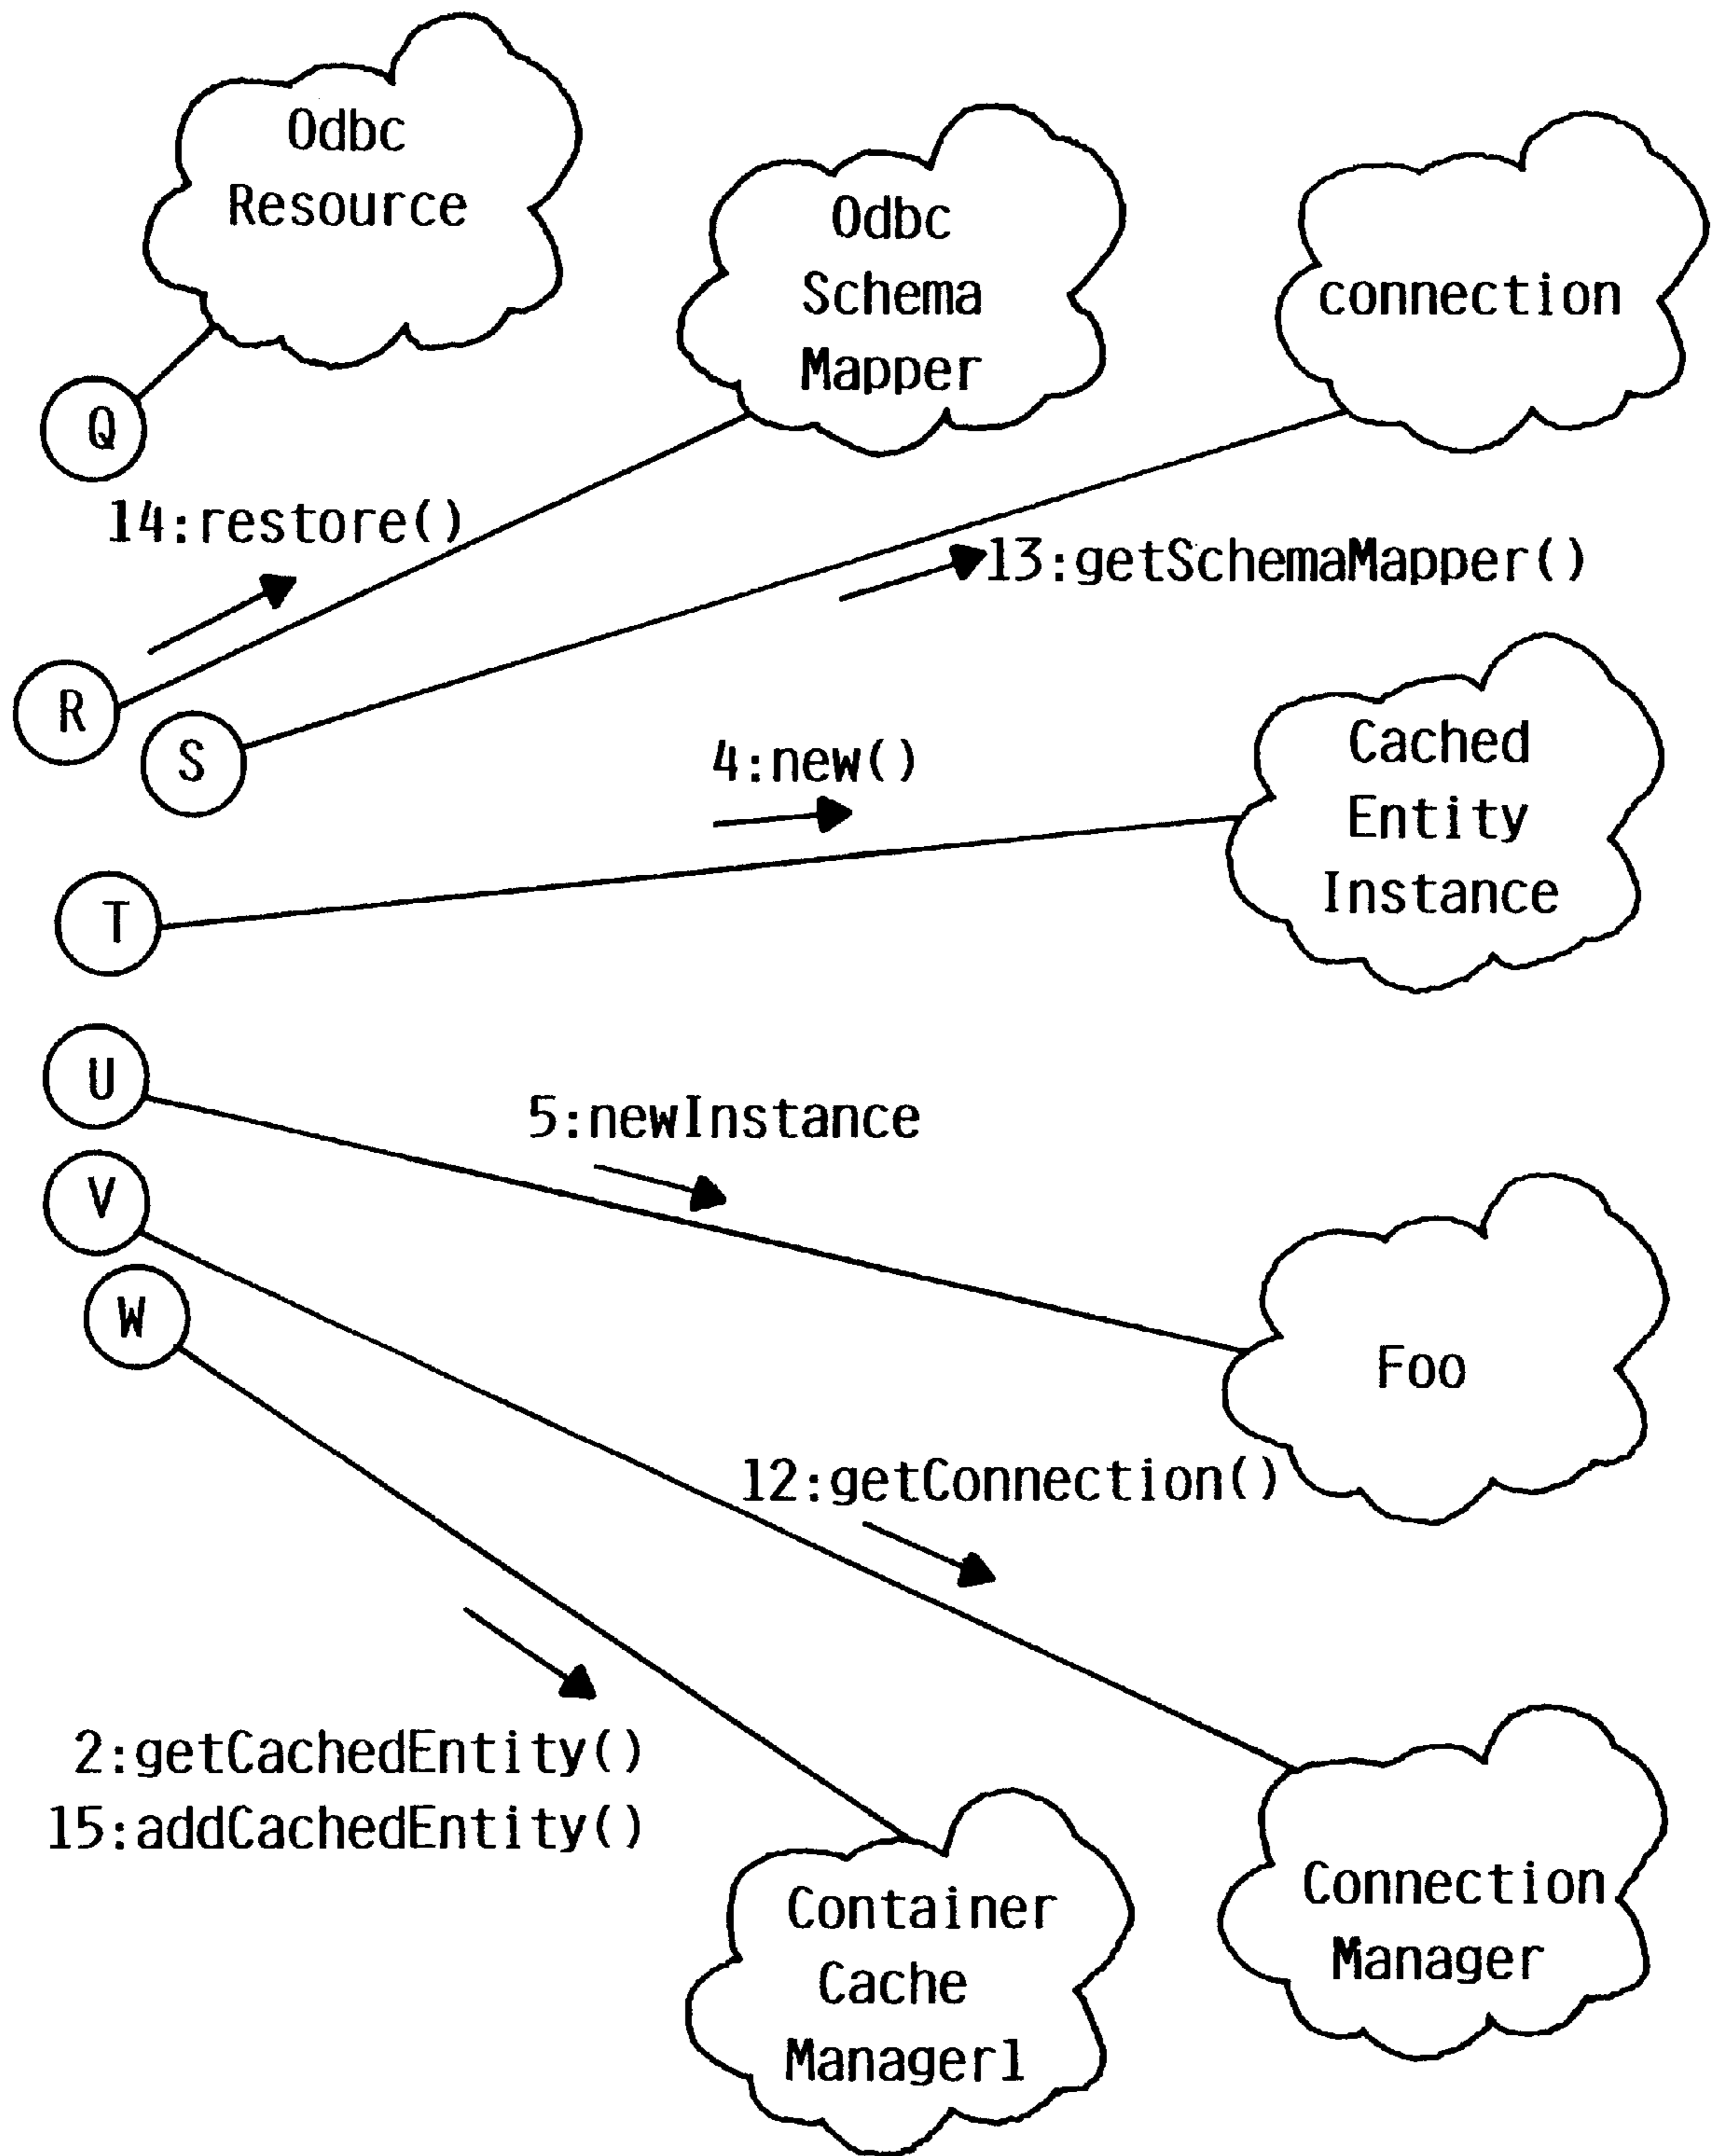 Odbc
Resource
Odbc
Schema
Mapper
connection
Q
14:restore()
13:getSchemaMapper()
R
S
4:new()
Cached
Entity
Instance
T
U
5:newInstance
V
W
Foo
12:getConnection()
2:getCachedEntity()
15:addCachedEntity()
Container
Cache
Manager1
Connection
Manager